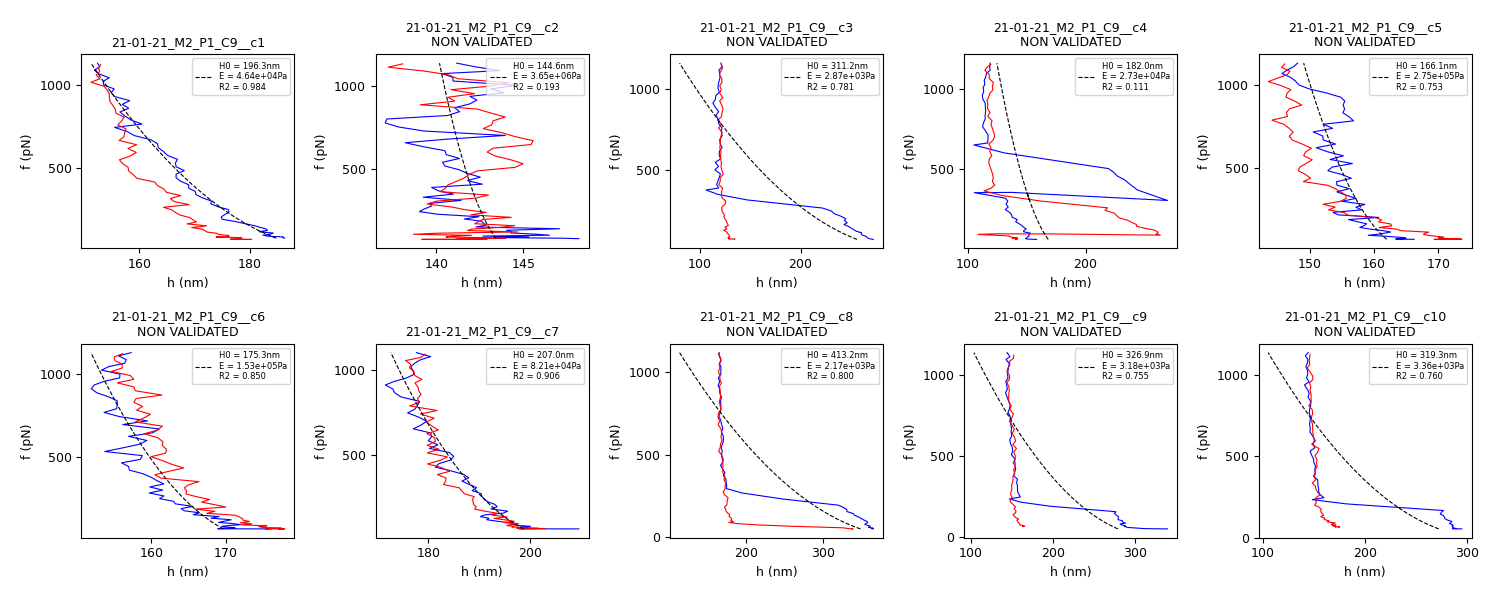 21-01-21_M2_P1_C9__c1
H0 = 196.3nm
E = 4.64e+04Pa
R2 = 0.984
f (pN)
1000
500
160
180
h (nm)
21-01-21_M2_P1_C9__c2
NON VALIDATED
H0 = 144.6nm
E = 3.65e+06Pa
R2 = 0.193
f (pN)
1000
500
140
145
h (nm)
21-01-21_M2_P1_C9__c3
NON VALIDATED
H0 = 311.2nm
E = 2.87e+03Pa
R2 = 0.781
f (pN)
1000
500
100
200
h (nm)
21-01-21_M2_P1_C9__c4
NON VALIDATED
H0 = 182.0nm
E = 2.73e+04Pa
R2 = 0.111
f (pN)
1000
500
100
200
h (nm)
21-01-21_M2_P1_C9__c5
NON VALIDATED
H0 = 166.1nm
E = 2.75e+05Pa
R2 = 0.753
f (pN)
1000
500
150
160
170
h (nm)
21-01-21_M2_P1_C9__c6
NON VALIDATED
H0 = 175.3nm
E = 1.53e+05Pa
R2 = 0.850
f (pN)
1000
500
160
170
h (nm)
21-01-21_M2_P1_C9__c7
H0 = 207.0nm
E = 8.21e+04Pa
R2 = 0.906
f (pN)
1000
500
180
200
h (nm)
21-01-21_M2_P1_C9__c8
NON VALIDATED
H0 = 413.2nm
E = 2.17e+03Pa
R2 = 0.800
f (pN)
1000
500
0
200
300
h (nm)
21-01-21_M2_P1_C9__c9
NON VALIDATED
H0 = 326.9nm
E = 3.18e+03Pa
R2 = 0.755
f (pN)
1000
500
0
100
200
300
h (nm)
21-01-21_M2_P1_C9__c10
NON VALIDATED
H0 = 319.3nm
E = 3.36e+03Pa
R2 = 0.760
f (pN)
1000
500
0
100
200
300
h (nm)